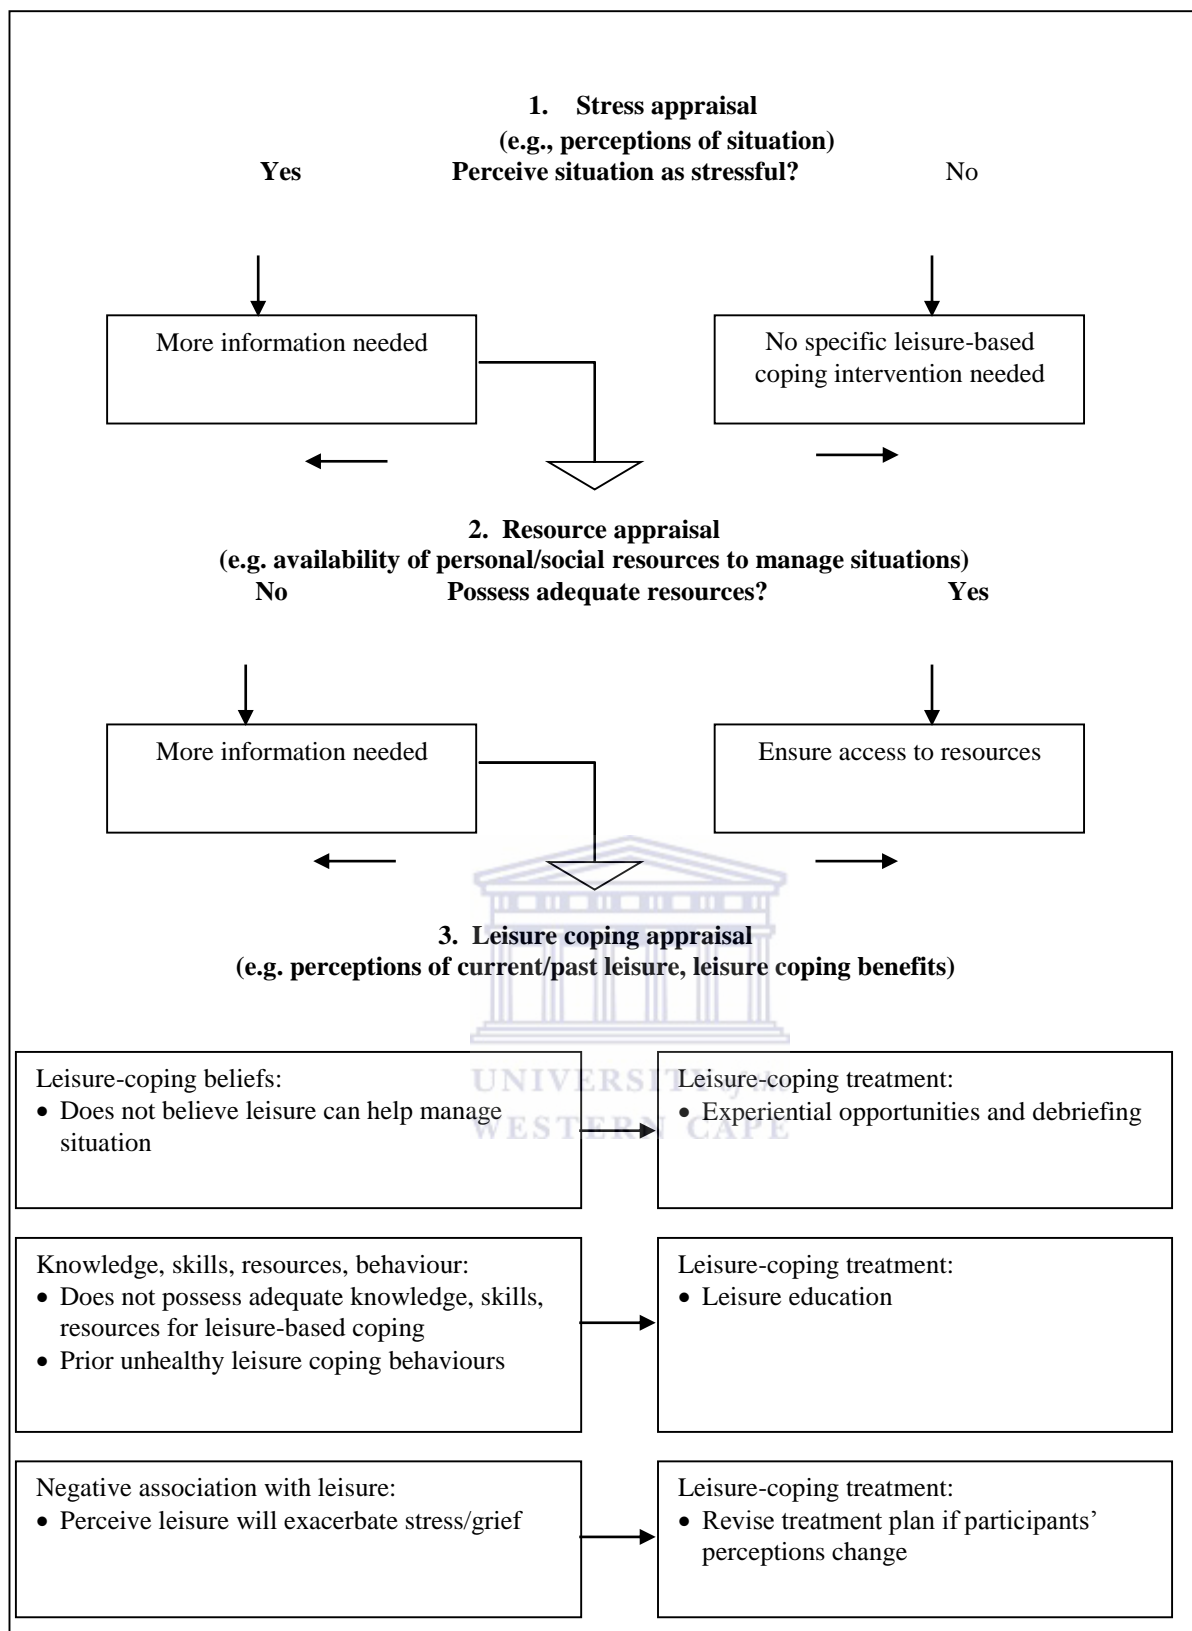 1. Stress appraisal
(e.g., perceptions of situation)
Yes Perceive situation as stressful? No
More information needed
No specific leisure-based
coping intervention needed
2. Resource appraisal
(e.g. availability of personal/social resources to manage situations)
No Possess adequate resources? Yes
More information needed
Ensure access to resources
3. Leisure coping appraisal
(e.g. perceptions of current/past leisure, leisure coping benefits)
Leisure-coping beliefs:
• Does not believe leisure can help manage
situation
Leisure-coping treatment:
• Experiential opportunities and debriefing
UNIVERSITY of the
WESTERN CAPE
Knowledge, skills, resources, behaviour:
• Does not possess adequate knowledge, skills,
resources for leisure-based coping
• Prior unhealthy leisure coping behaviours
Leisure-coping treatment:
• Leisure education
Negative association with leisure:
• Perceive leisure will exacerbate stress/grief
Leisure-coping treatment:
• Revise treatment plan if participants’
perceptions change